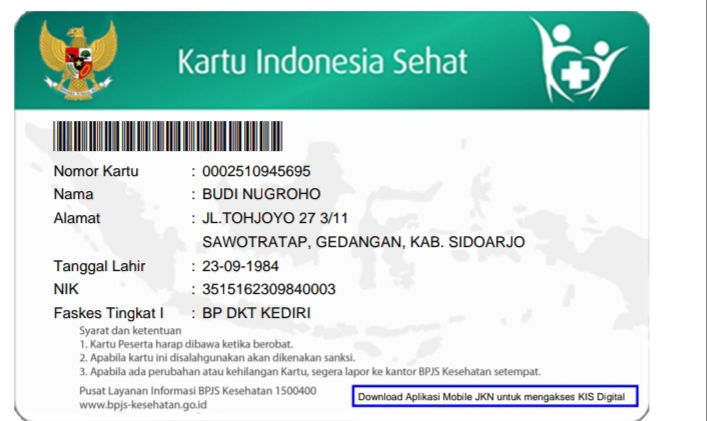 Kartu Indonesia Sehat
Nomor Kartu : 0002510945695
Nama : BUDI NUGROHO
Alamat : JL.TOHJOYO 27 3/11
SAWOTRATAP, GEDANGAN, KAB. SIDOARJO
Tanggal Lahir : 23-09-1984
NIK : 3515162309840003
Faskes Tingkat I : BP DKT KEDIRI
Syarat dan ketentuan
1. Kartu Peserta harap dibawa ketika berobat.
2. Apabila kartu ini disalahgunakan akan dikenakan sanksi.
3. Apabila ada perubahan atau kehilangan Kartu, segera lapor ke kantor BPJS Kesehatan setempat.
Pusat Layanan Informasi BPJS Kesehatan 1500400
www.bpjs-kesehatan.go.id
Download Aplikasi Mobile JKN untuk mengakses KIS Digital